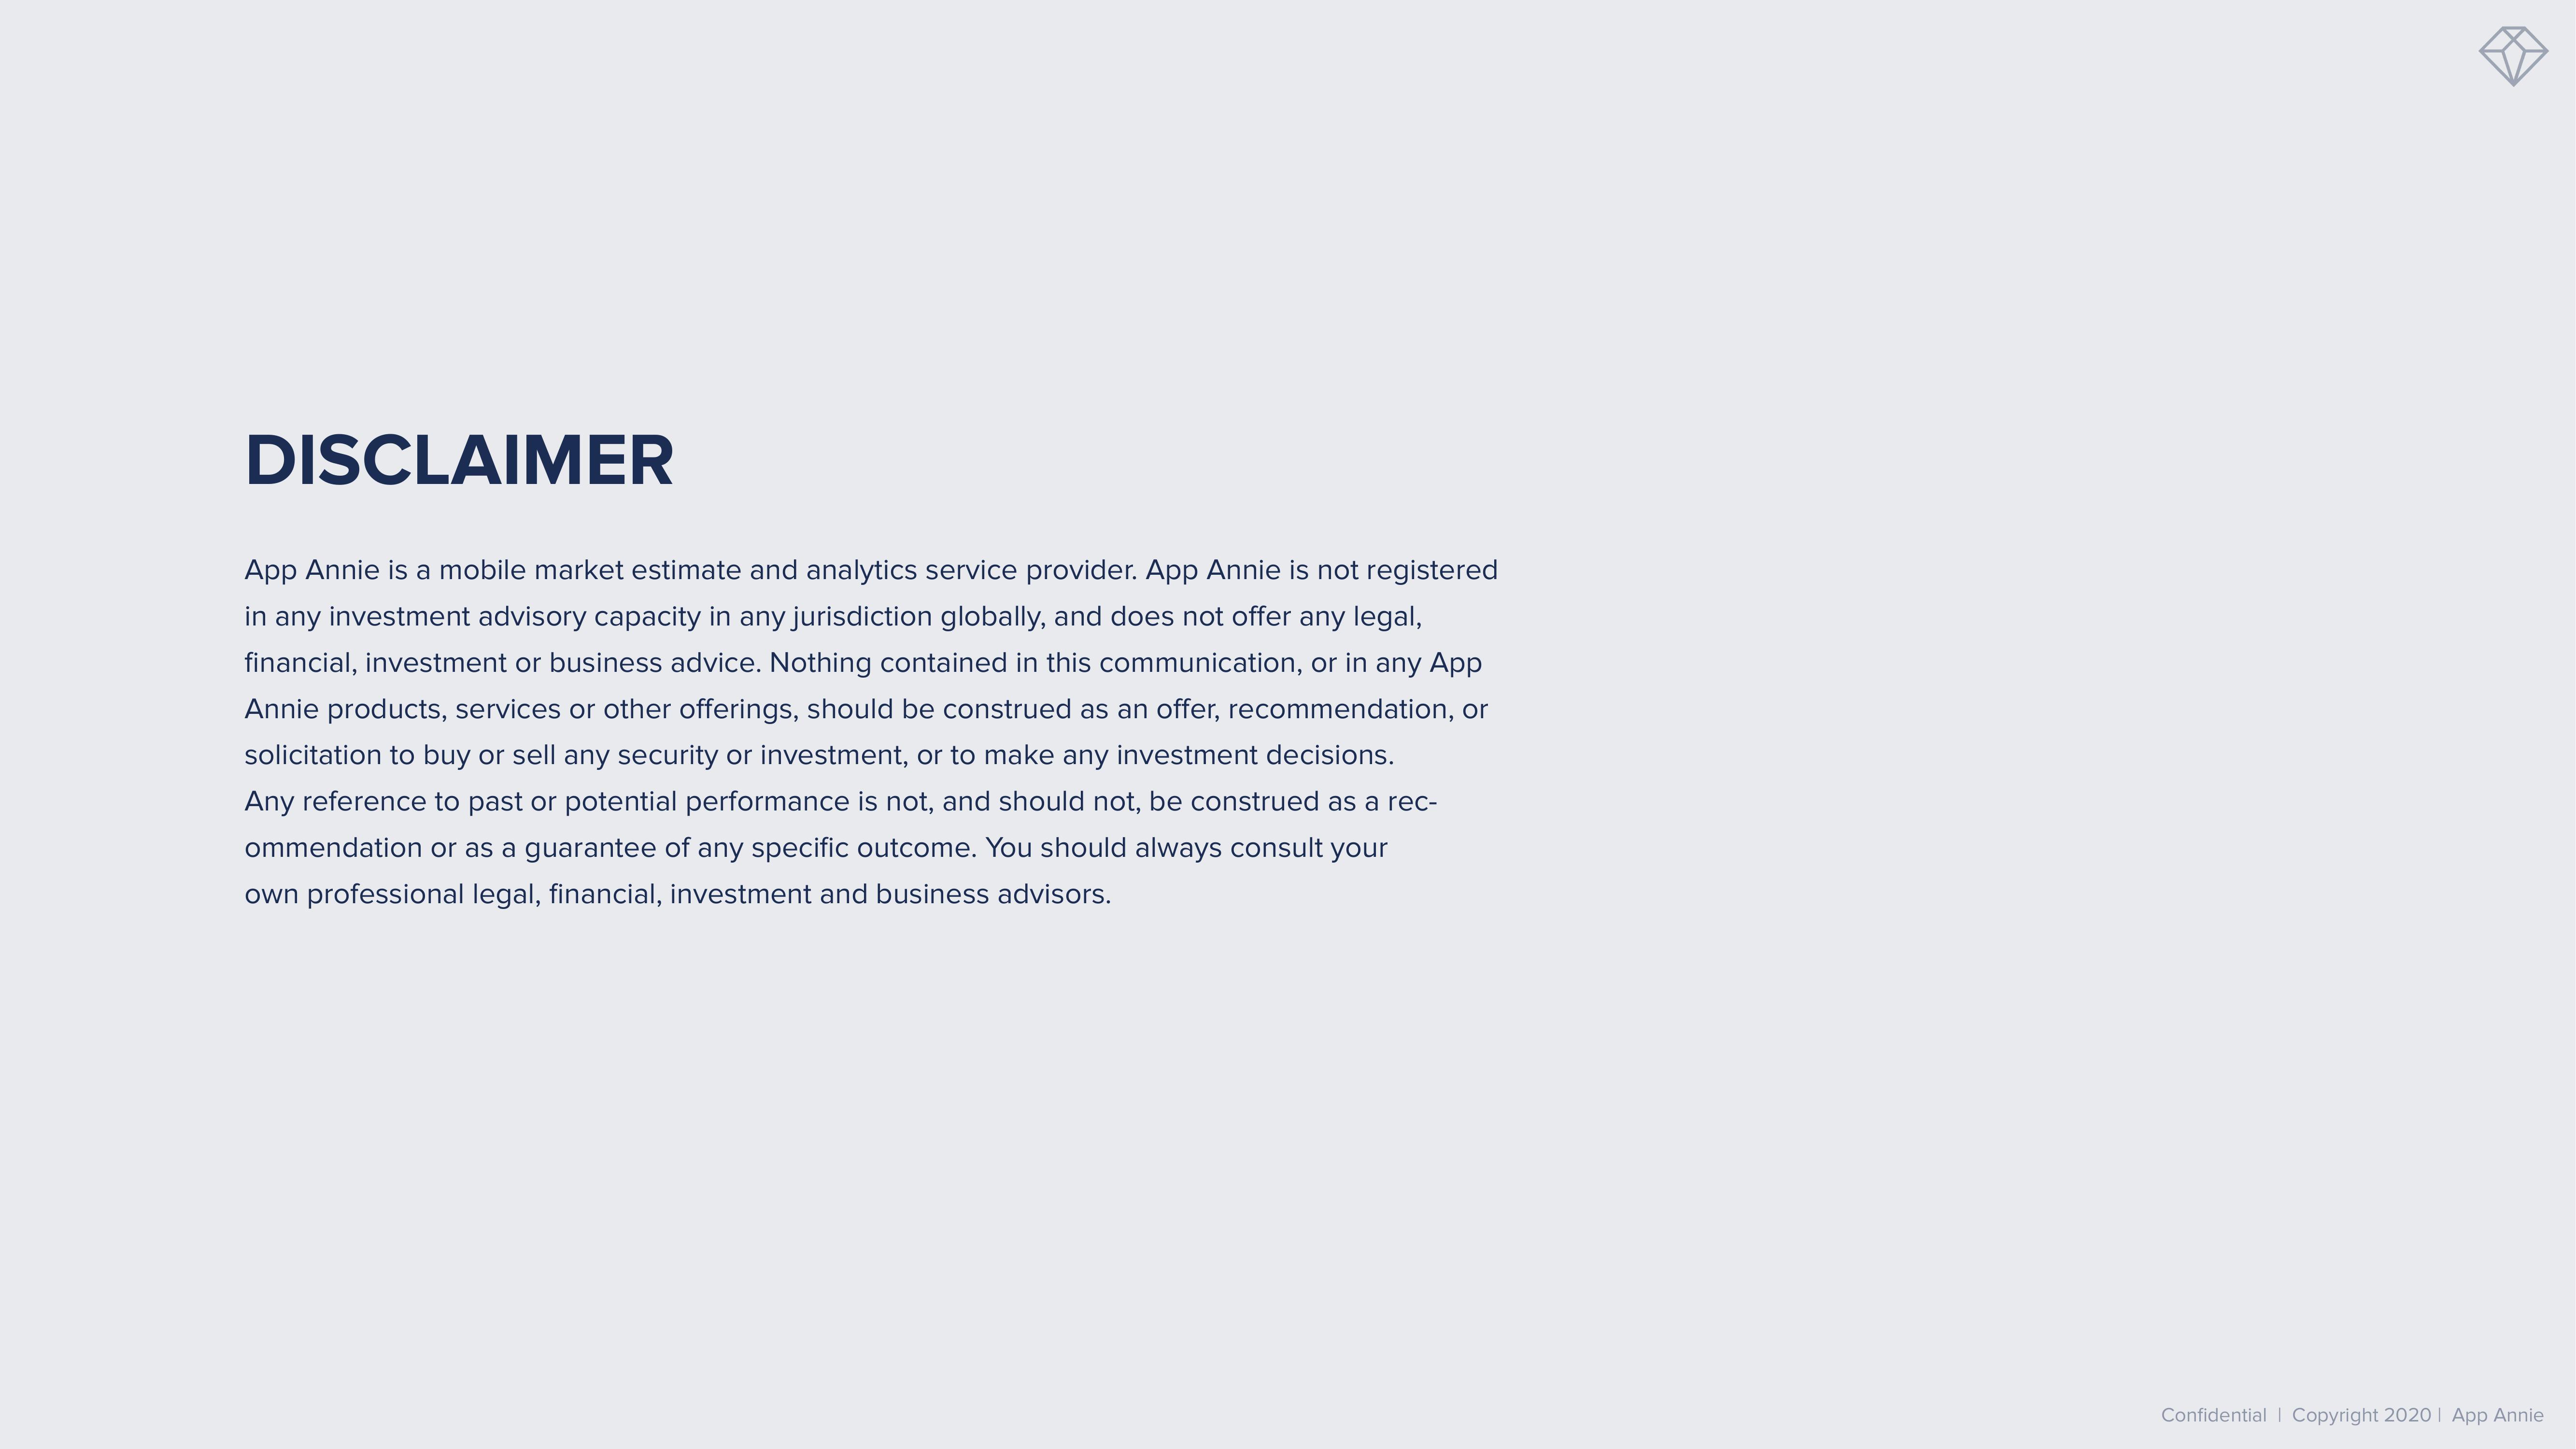 DISCLAIMER
App Annie is a mobile market estimate and analytics service provider. App Annie is not registered
in any investment advisory capacity in any jurisdiction globally, and does not offer any legal,
financial, investment or business advice. Nothing contained in this communication, or in any App
Annie products, services or other offerings, should be construed as an offer, recommendation, or
solicitation to buy or sell any security or investment, or to make any investment decisions.
Any reference to past or potential performance is not, and should not, be construed as a rec-
ommendation or as a guarantee of any specific outcome. You should always consult your
own professional legal, financial, investment and business advisors.
Confidential | Copyright 2020 | App Annie